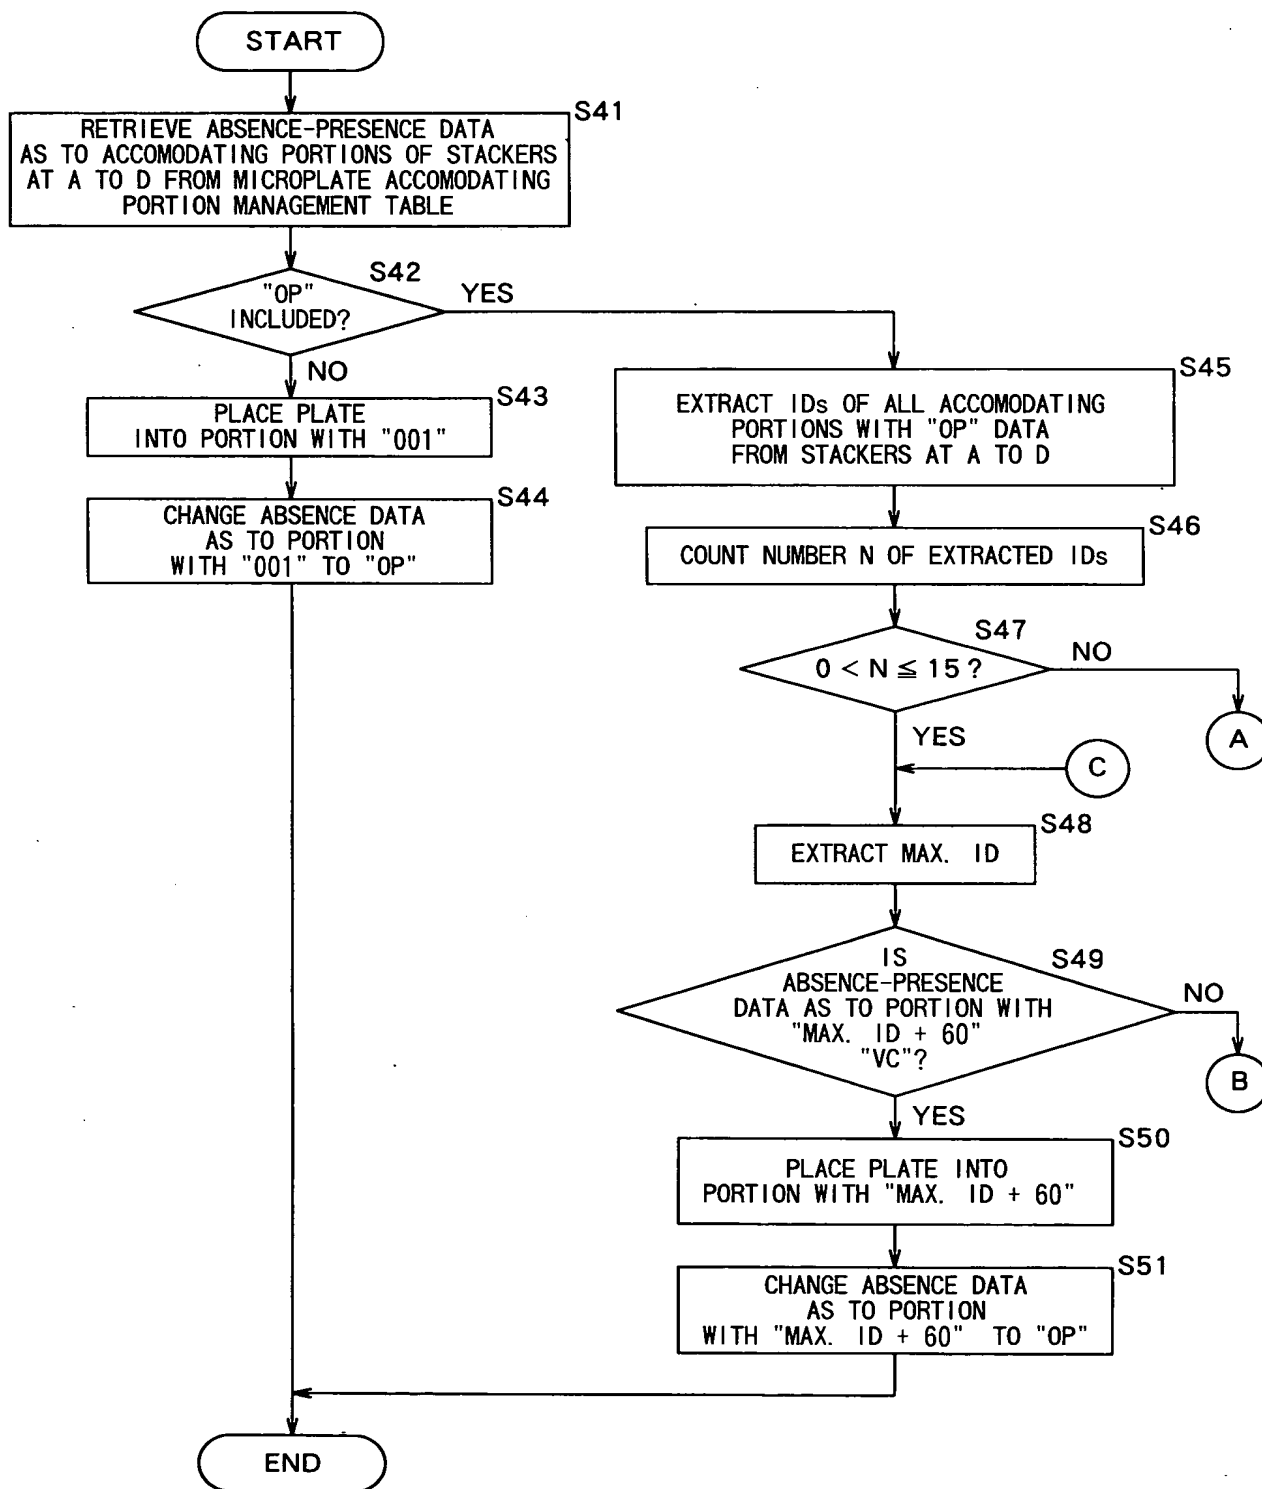 START
S41
RETRIEVE ABSENCE-PRESENCE DATA
AS TO ACCOMODATING PORTIONS OF STACKERS
AT A TO D FROM MICROPLATE ACCOMODATING
PORTION MANAGEMENT TABLE
S42
"OP"
INCLUDED?
YES
NO
S43
PLACE PLATE
INTO PORTION WITH "001"
S44
CHANGE ABSENCE DATA
AS TO PORTION
WITH "001" TO "OP"
S45
EXTRACT IDs OF ALL ACCOMODATING
PORTIONS WITH "OP" DATA
FROM STACKERS AT A TO D
S46
COUNT NUMBER N OF EXTRACTED IDs
S47
0 < N ≦ 15 ?
NO
A
YES
C
S48
EXTRACT MAX. ID
S49
IS
ABSENCE-PRESENCE
DATA AS TO PORTION WITH
"MAX. ID + 60"
"VC"?
NO
B
YES
S50
PLACE PLATE INTO
PORTION WITH "MAX. ID + 60"
S51
CHANGE ABSENCE DATA
AS TO PORTION
WITH "MAX. ID + 60" TO "OP"
END